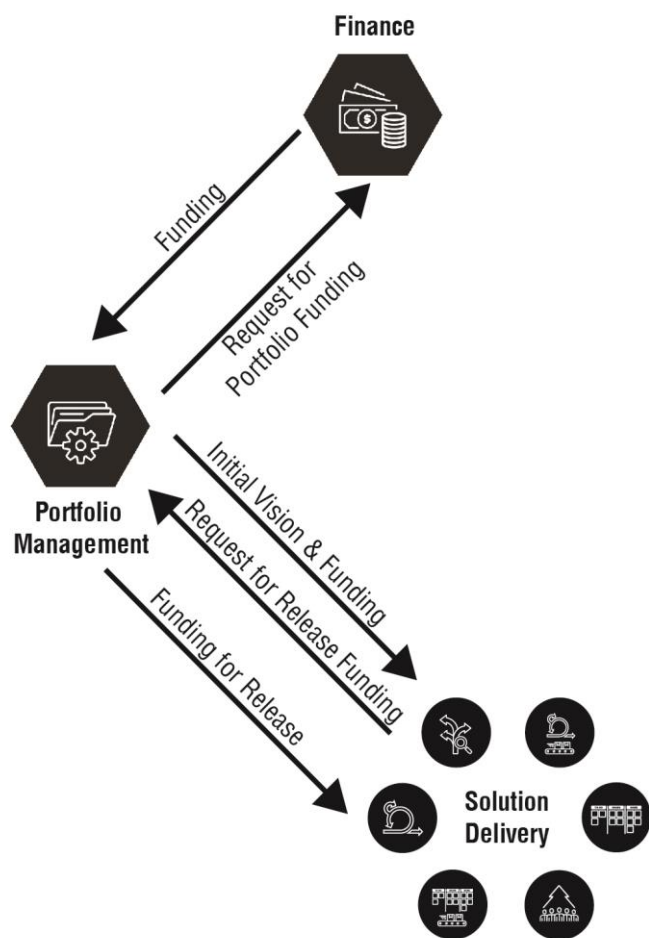 Finance
Funding
Request for
Portfolio Funding
Portfolio
Management
Initial Vision & Funding
Request for Release Funding
Funding for Release
Solution
Delivery